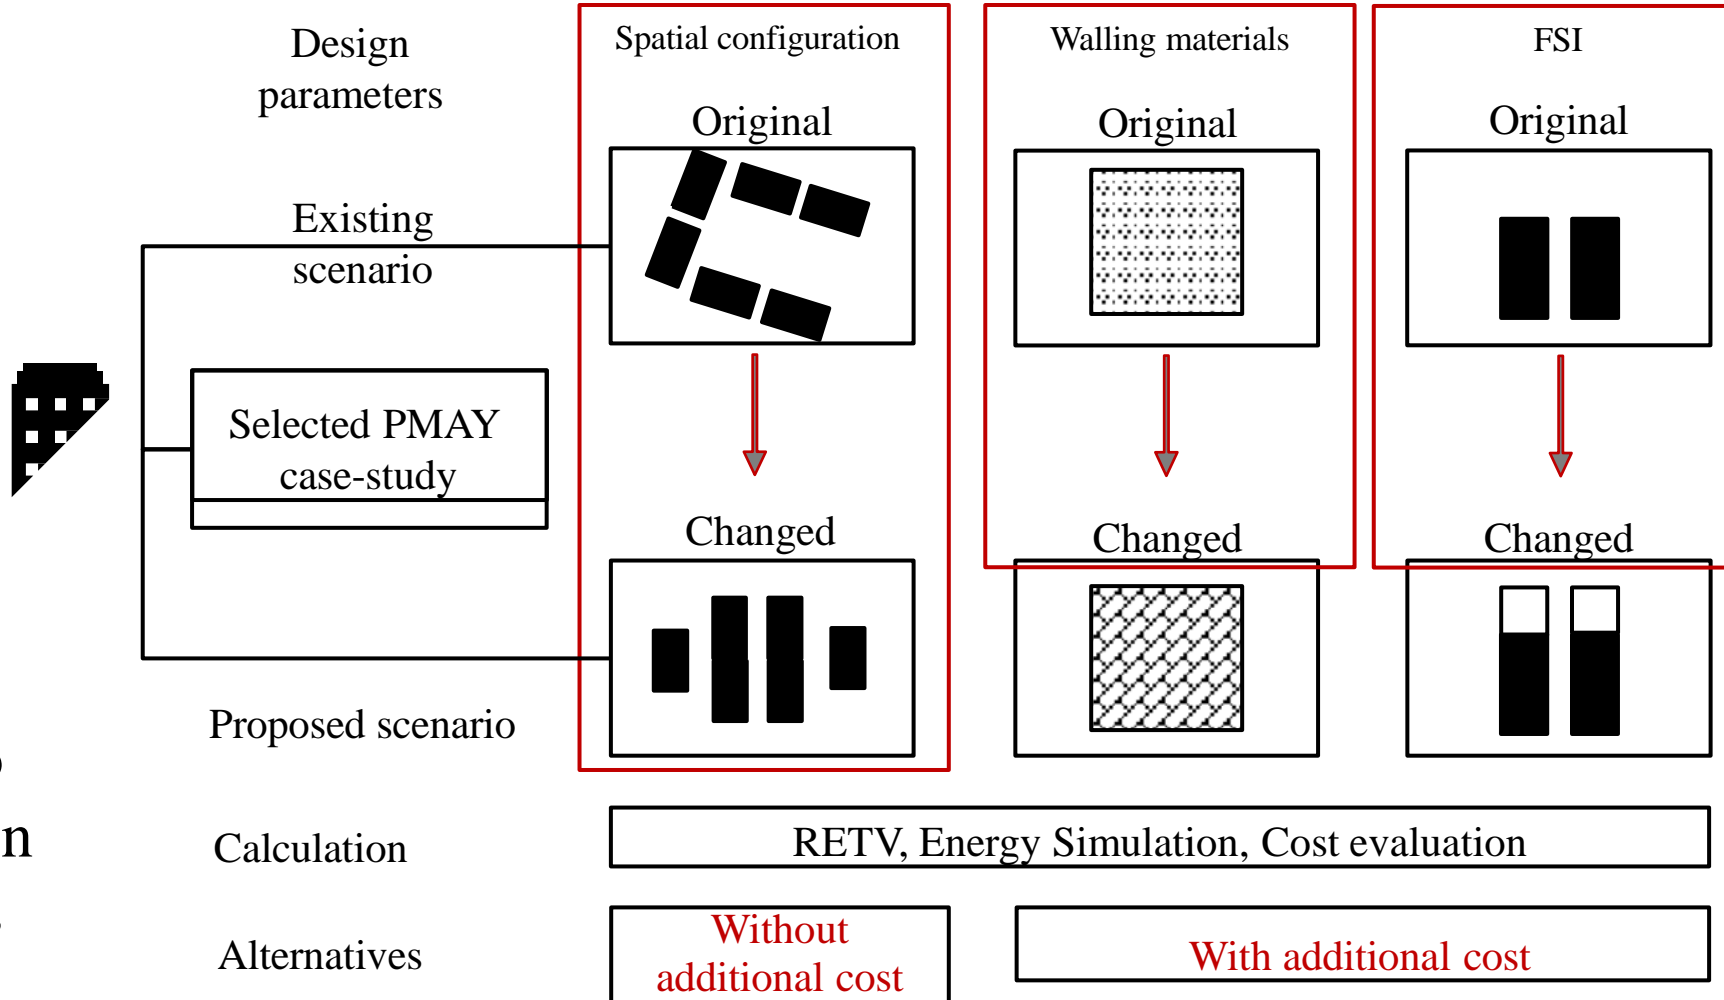 Design
parameters
Spatial configuration
Walling materials
FSI
Original
Original
Original
Existing
scenario
Selected PMAY
case-study
Changed
Changed
Changed
Proposed scenario
n
Calculation
RETV, Energy Simulation, Cost evaluation
Alternatives
Without
additional cost
With additional cost